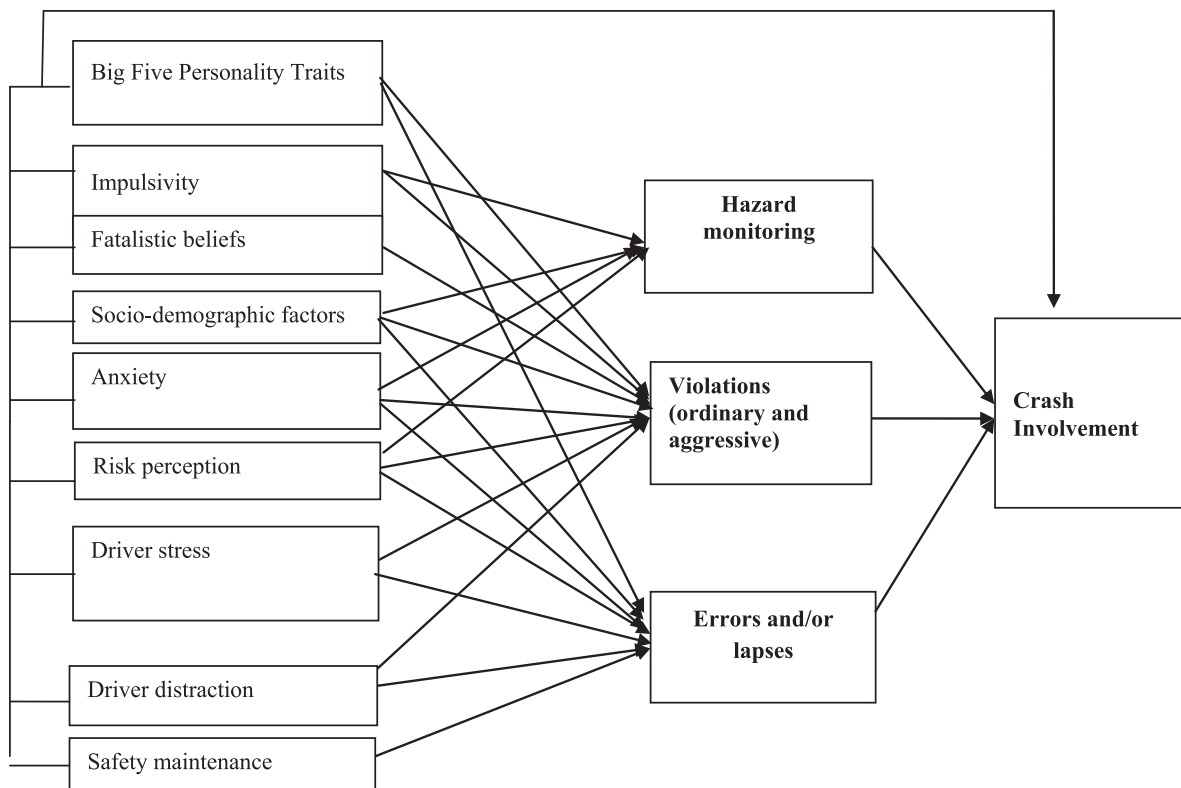 Big Five Personality Traits
Impulsivity
Fatalistic beliefs
Socio-demographic factors
Anxiety
Risk perception
Driver stress
Driver distraction
Safety maintenance
Hazard
monitoring
Violations
(ordinary and
aggressive)
Errors and/or
lapses
Crash
Involvement